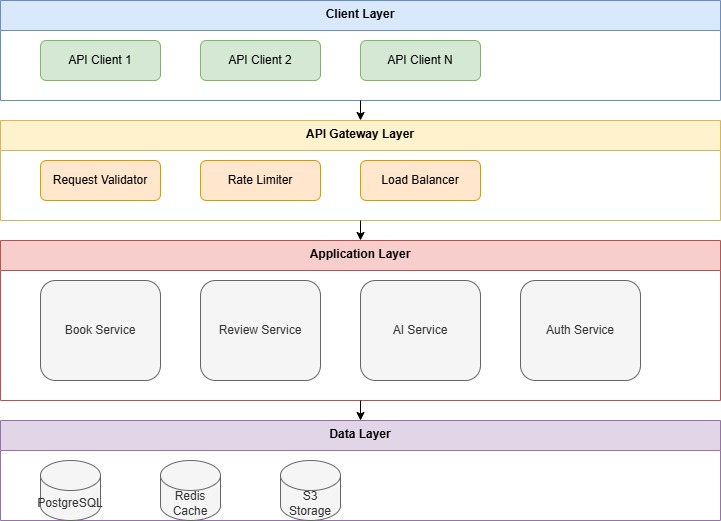 Client Layer
API Client 1
API Client 2
API Client N
API Gateway Layer
Request Validator
Rate Limiter
Load Balancer
Application Layer
Book Service
Review Service
AI Service
Auth Service
Data Layer
PostgreSQL
Redis
Cache
S3
Storage